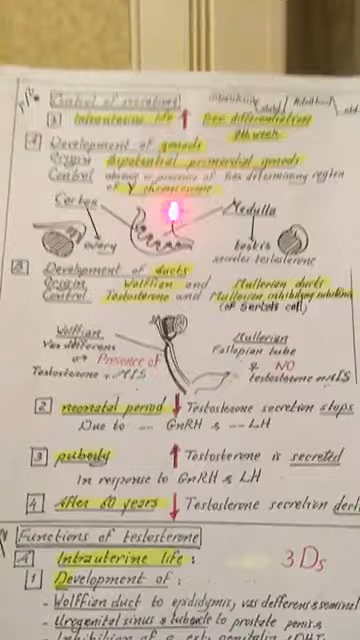 Control of secretion
1 Intrauterine life ↑ Sex differentiation
8th week
1 Development of gonads
Origin Bipotential primordial gonads
Control absence or presence of Sex determining region
of Y chromosome
Cortex Medulla
ovary testis
secretes testosterone
2 Development of ducts
Origin Wolffian and Mullerian ducts
Control Testosterone and Mullerian inhibiting
(of Sertoli cell)
Wolffian Mullerian
Vas deferens Fallopian tube
Presence of & NO
Testosterone + MIS testosterone or MIS
2 neonatal period ↓ Testosterone secretion stops
Due to -- GnRH & -- LH
3 puberty ↑ Testosterone is secreted
In response to GnRH & LH
4 After 60 years ↓ Testosterone secretion
Functions of testosterone
A Intrauterine life: 3 Ds
1 Development of:
- Wolffian duct to epididymis, vas deferens &
- Urogenital sinus & tubercle to prostate penis